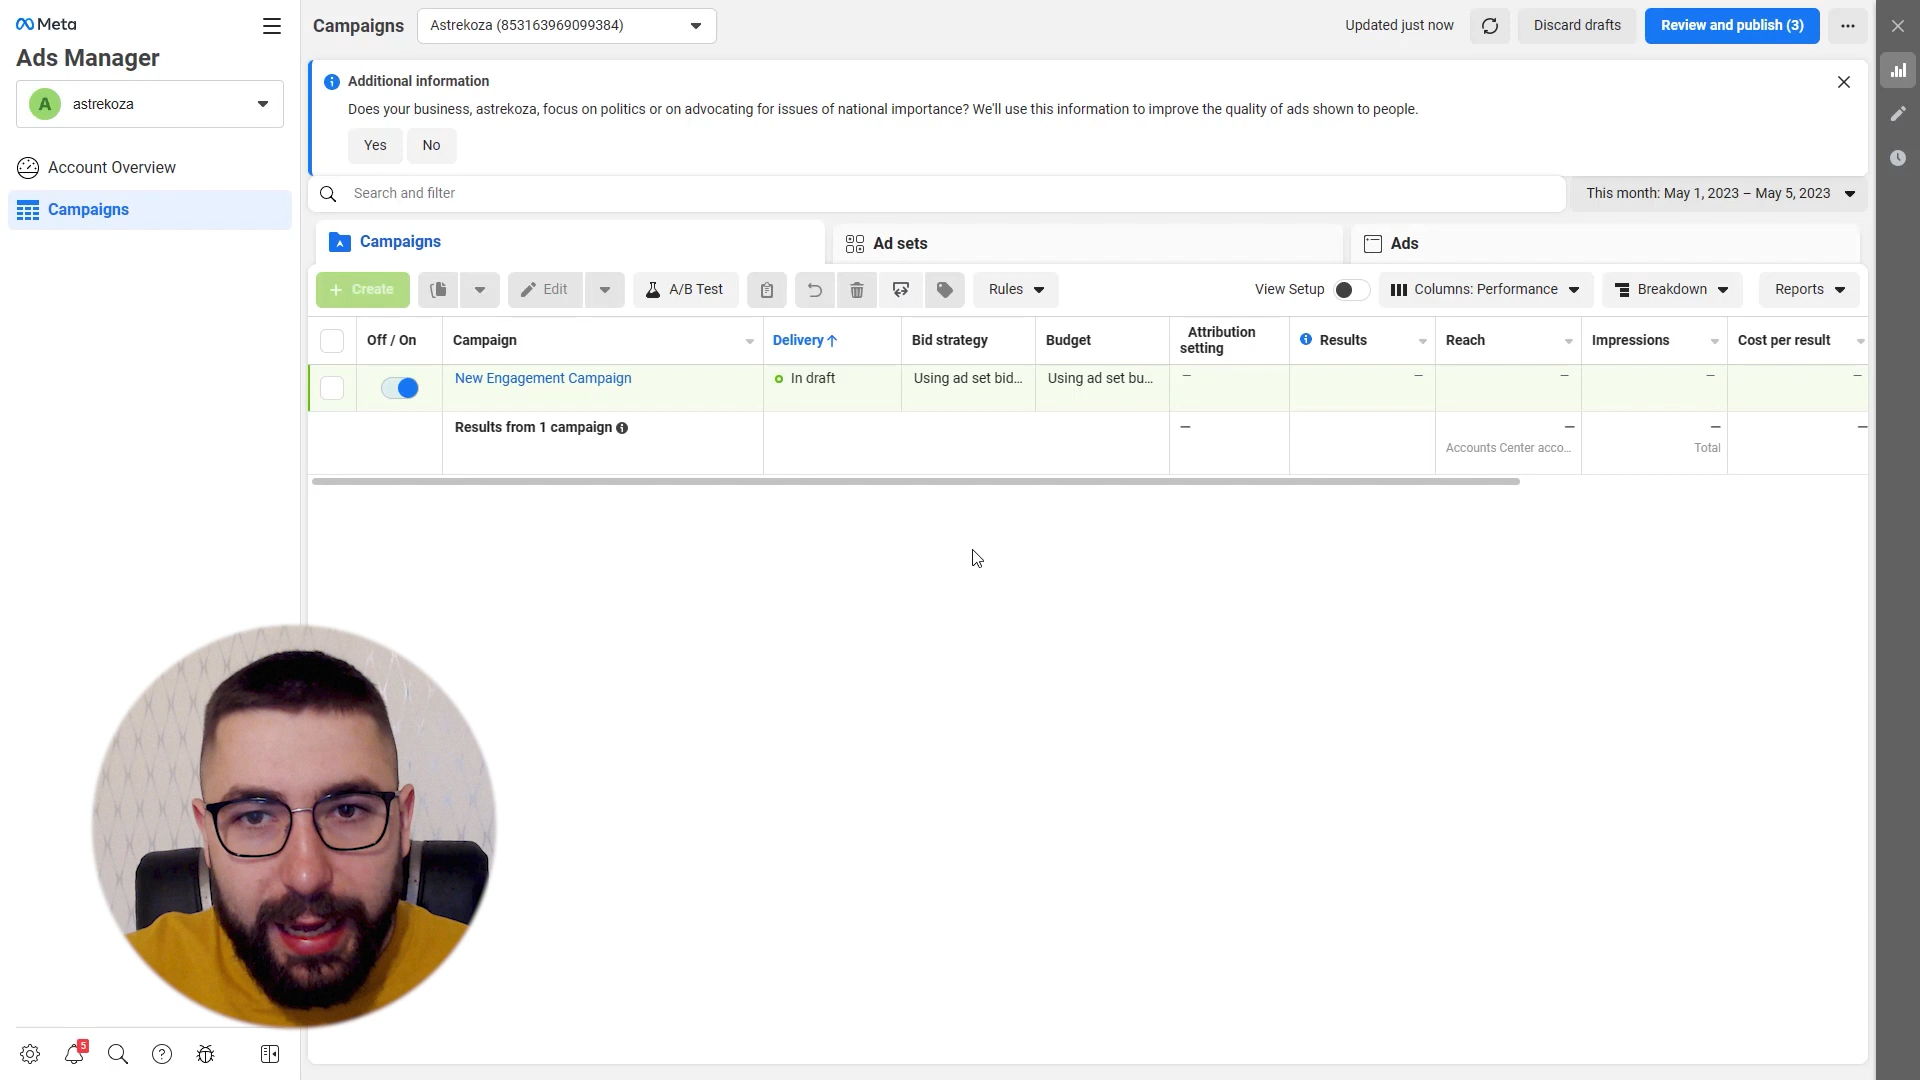 Meta
Ads Manager
A astrekoza
Account Overview
Campaigns
5
Campaigns
Astrekoza (853163969099384)
Updated just now
Discard drafts
Review and publish (3)
Additional information
Does your business, astrekoza, focus on politics or on advocating for issues of national importance? We'll use this information to improve the quality of ads shown to people.
Yes
No
Search and filter
This month: May 1, 2023 – May 5, 2023
Campaigns
Ad sets
Ads
+ Create
Edit
A/B Test
Rules
View Setup
Columns: Performance
Breakdown
Reports
Off / On
Campaign
Delivery ↑
Bid strategy
Budget
Attribution
setting
Results
Reach
Impressions
Cost per result
New Engagement Campaign
In draft
Using ad set bid...
Using ad set bu...
—
—
—
—
—
Results from 1 campaign
—
—
—
—
Accounts Center acco...
Total